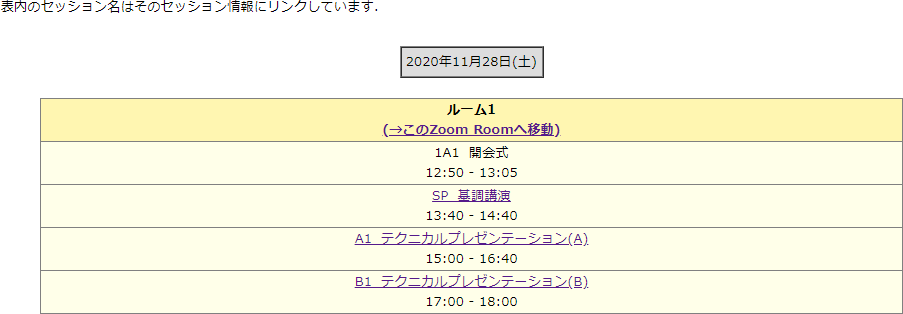 表内のセッション名はそのセッション情報にリンクしています.
2020年11月28日(土)
ルーム1
(→このZoom Roomへ移動)
1A1 開会式
12:50 - 13:05
SP 基調講演
13:40 - 14:40
A1 テクニカルプレゼンテーション(A)
15:00 - 16:40
B1 テクニカルプレゼンテーション(B)
17:00 - 18:00